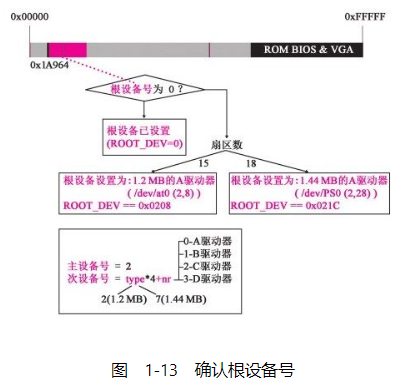 0x00000
0xFFFFF
ROM BIOS & VGA
0x1A964
根设备号为 0?
根设备已设置
(ROOT_DEV=0)
扇区数
15
18
根设备设置为:1.2 MB的A驱动器
( /dev/at0 (2,8) )
ROOT_DEV == 0x0208
根设备设置为:1.44 MB的A驱动器
( /dev/PS0 (2,28) )
ROOT_DEV == 0x021C
0-A驱动器
1-B驱动器
主设备号 = 2
2-C驱动器
次设备号 = type*4+nr
3-D驱动器
2(1.2 MB)
7(1.44 MB)
图 1-13 确认根设备号